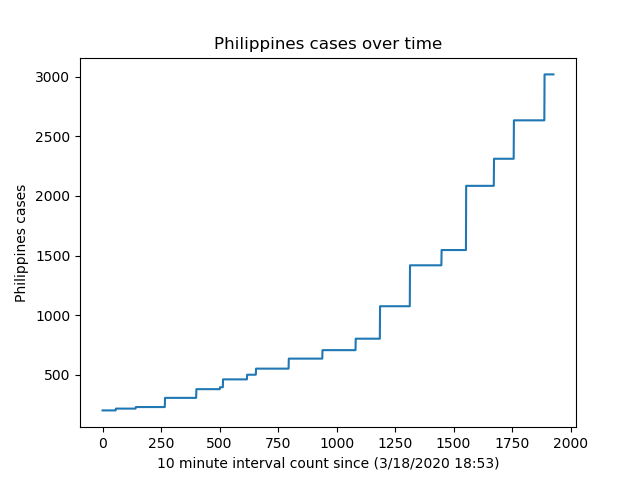 Philippines cases over time
3000
2500
2000
1500
1000
500
Philippines cases
0 250 500 750 1000 1250 1500 1750 2000
10 minute interval count since (3/18/2020 18:53)